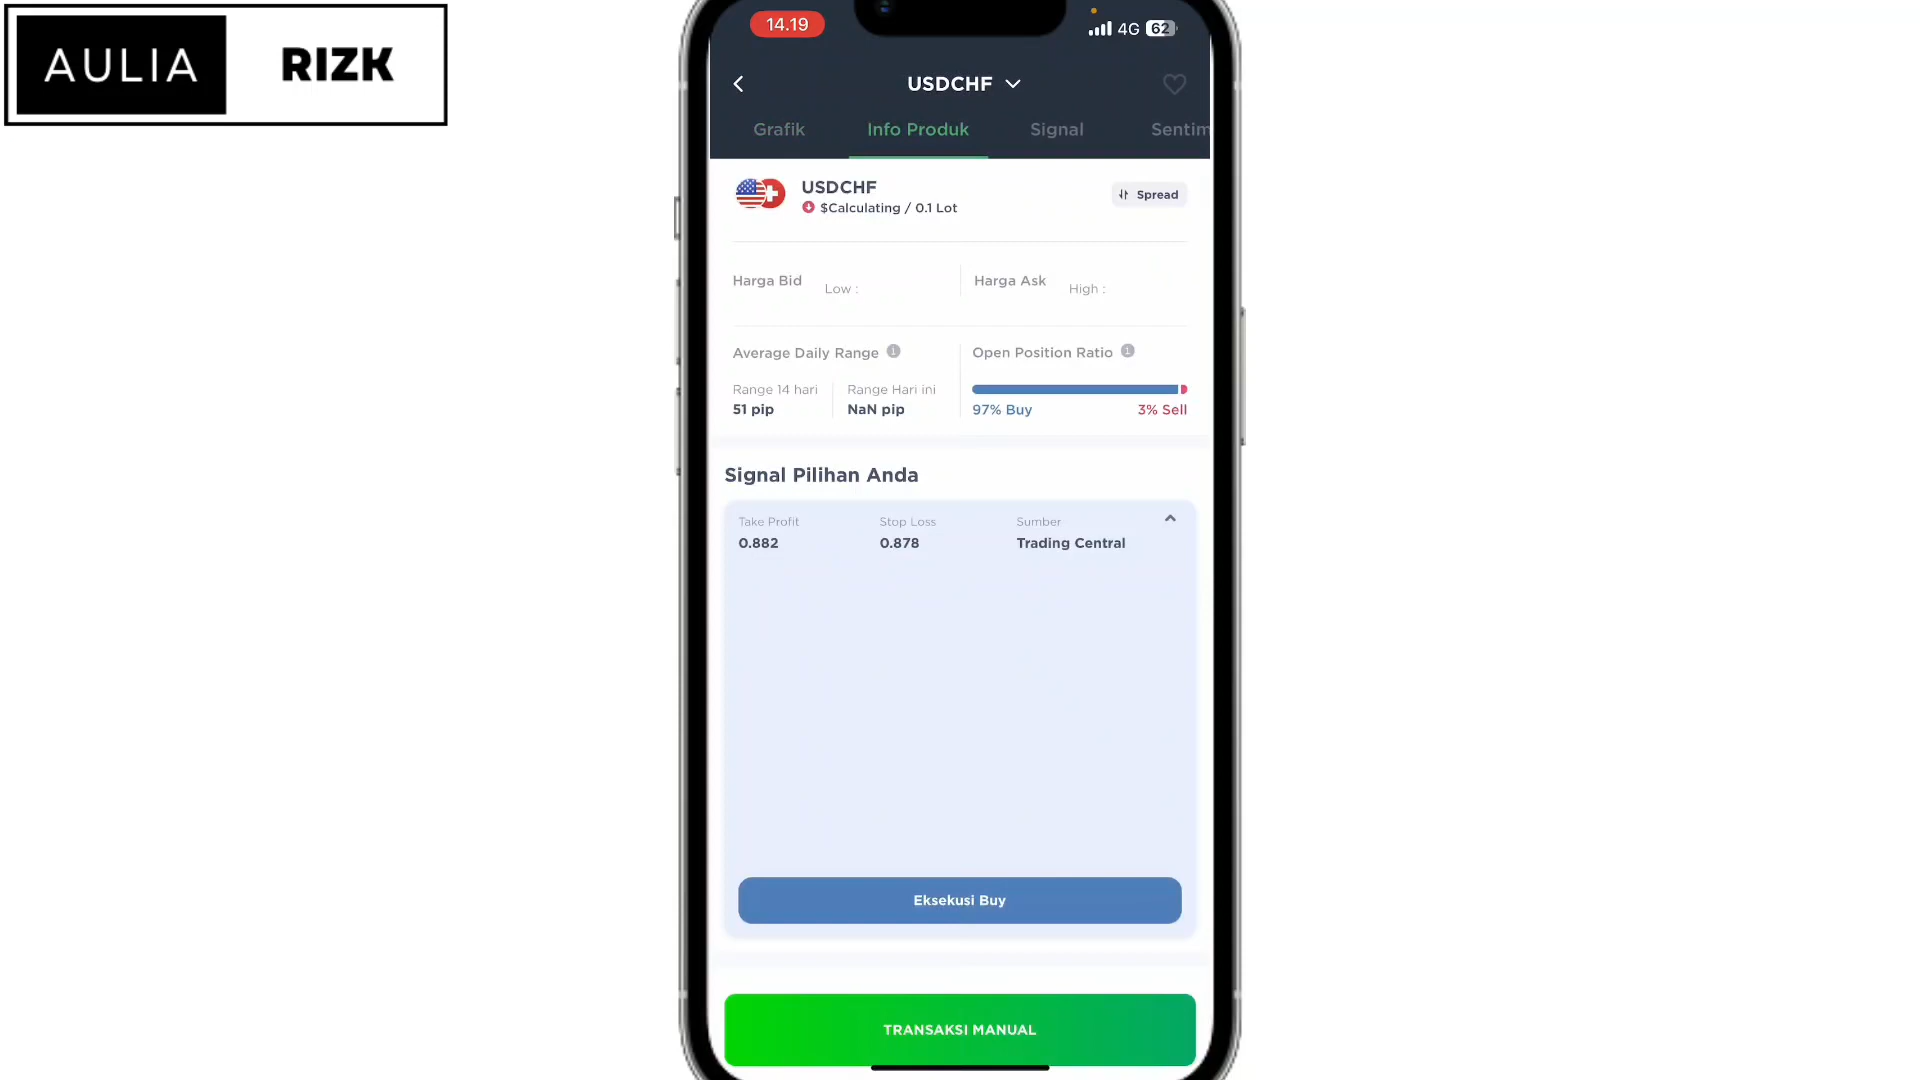 AULIA RIZK
14.19
4G 62
USDCHF
Grafik Info Produk Signal Sentim
USDCHF
$Calculating / 0.1 Lot
Spread
Harga Bid Low : Harga Ask High :
Average Daily Range Open Position Ratio
Range 14 hari Range Hari ini
51 pip NaN pip 97% Buy 3% Sell
Signal Pilihan Anda
Take Profit Stop Loss Sumber
0.882 0.878 Trading Central
Eksekusi Buy
TRANSAKSI MANUAL